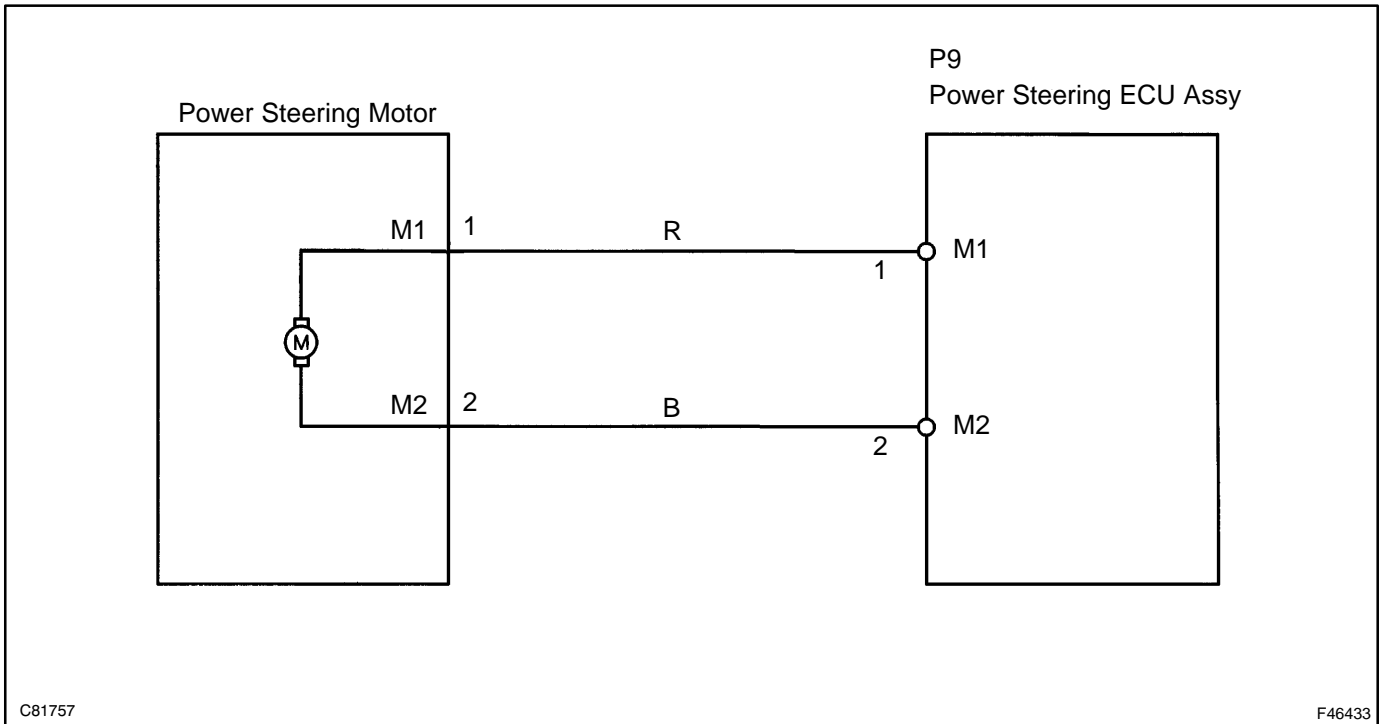 P9
Power Steering ECU Assy
Power Steering Motor
M1 1 R 1 M1
M
M2 2 B 2 M2
C81757 F46433